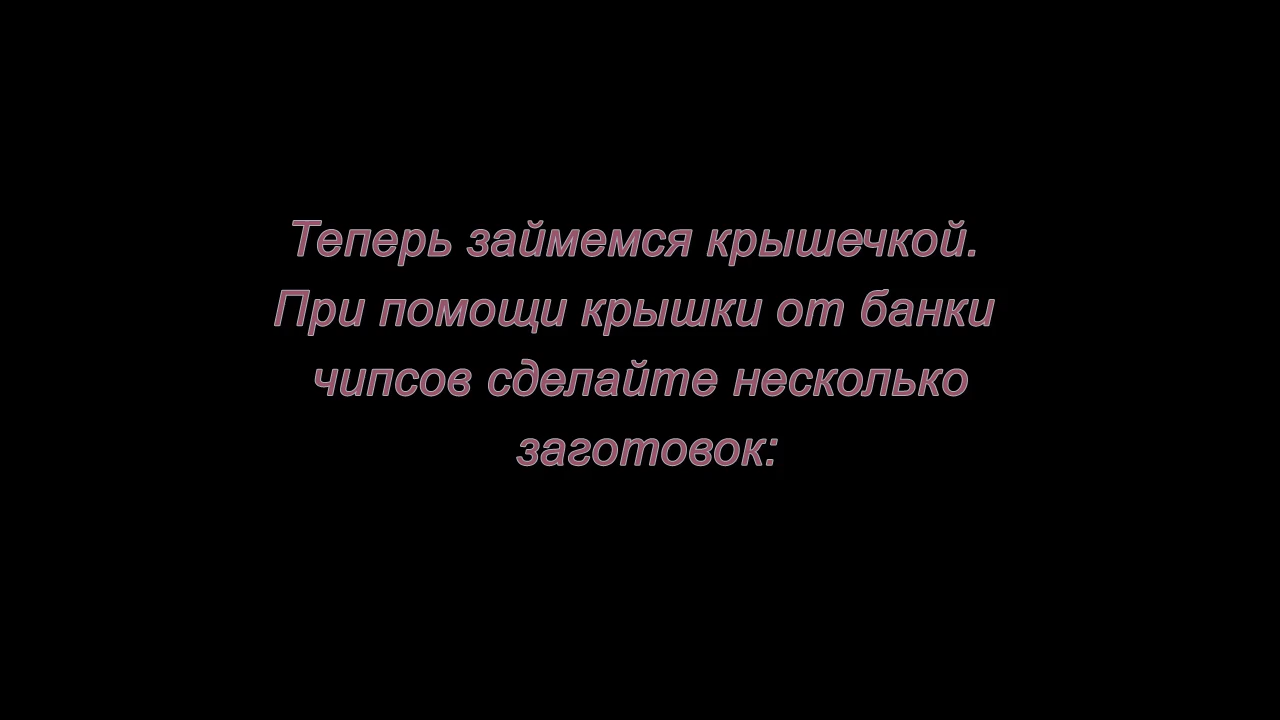 Теперь займемся крышечкой.
При помощи крышки от банки
чипсов сделайте несколько
заготовок: